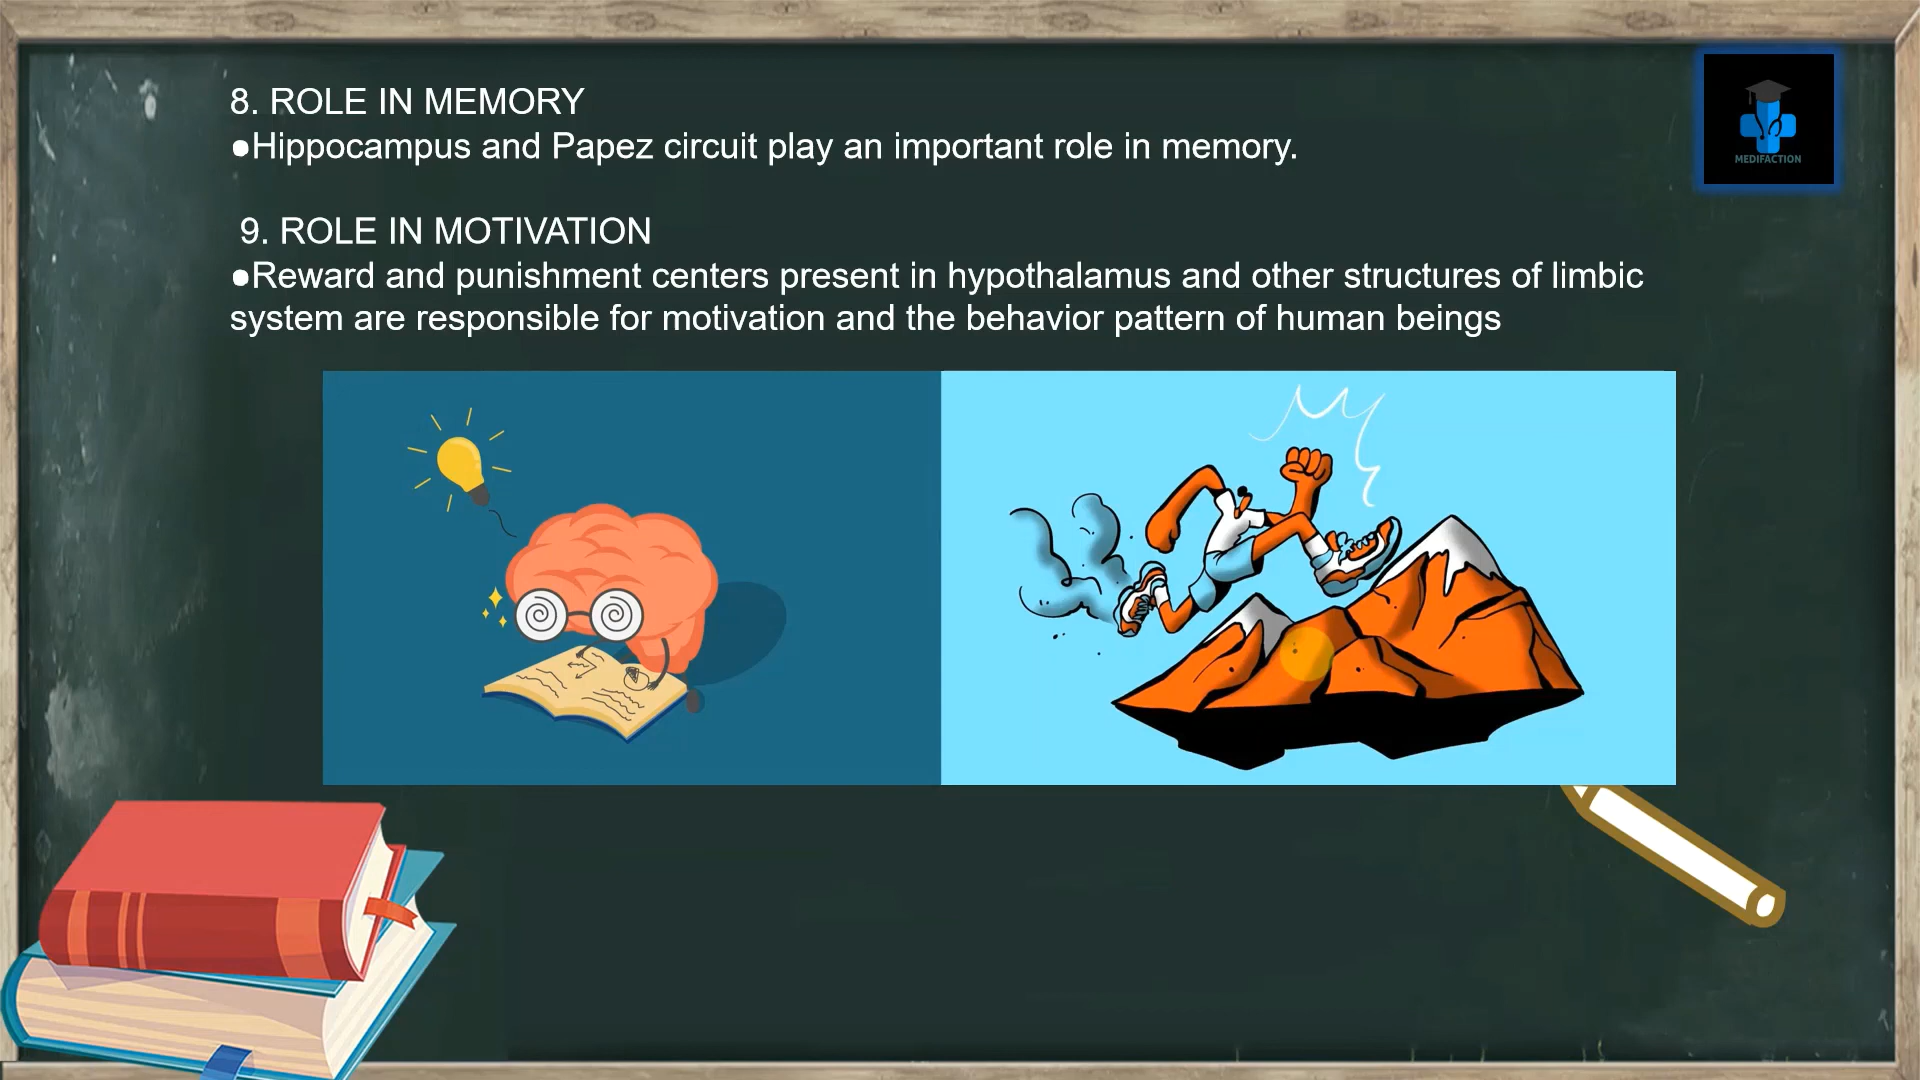 8. ROLE IN MEMORY
●Hippocampus and Papez circuit play an important role in memory.
9. ROLE IN MOTIVATION
●Reward and punishment centers present in hypothalamus and other structures of limbic
system are responsible for motivation and the behavior pattern of human beings
MEDIFACTION